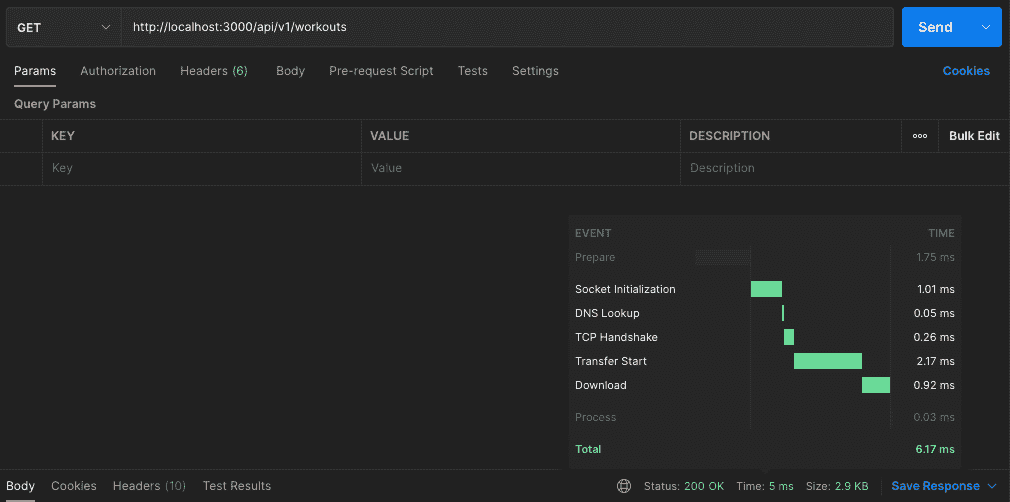 GET http://localhost:3000/api/v1/workouts Send
Params Authorization Headers (6) Body Pre-request Script Tests Settings Cookies
Query Params
KEY VALUE DESCRIPTION ooo Bulk Edit
Key Value Description
EVENT TIME
Prepare 1.75 ms
Socket Initialization 1.01 ms
DNS Lookup 0.05 ms
TCP Handshake 0.26 ms
Transfer Start 2.17 ms
Download 0.92 ms
Process 0.03 ms
Total 6.17 ms
Body Cookies Headers (10) Test Results Status: 200 OK Time: 5 ms Size: 2.9 KB Save Response